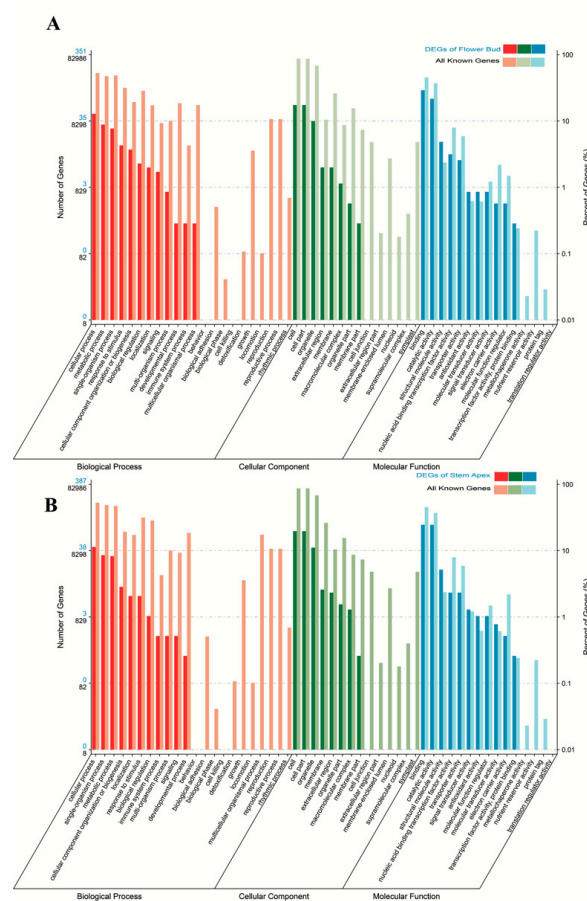 A
DEGs of Flower Bud
All Known Genes
351
82986
35
8298
3
829
0
82
0
8
Number of Genes
100
10
1
0.1
0.01
Percent of Genes (%)
cellular process
metabolic process
single-organism process
response to stimulus
cellular component organization or biogenesis
biological regulation
localization
signaling
multi-organism process
developmental process
immune system process
multicellular organismal process
behavior
biological adhesion
biological phase
cell killing
detoxification
growth
locomotion
reproduction
reproductive process
rhythmic process
cell
cell part
organelle
extracellular region
membrane
macromolecular complex
organelle part
membrane part
cell junction
extracellular region part
membrane-enclosed lumen
nucleoid
supramolecular complex
symplast
binding
catalytic activity
structural molecule activity
nucleic acid binding transcription factor activity
transporter activity
antioxidant activity
molecular transducer activity
signal transducer activity
electron carrier activity
molecular function regulator
transcription factor activity, protein binding
metallochaperone activity
nutrient reservoir activity
protein tag
translation regulator activity
Biological Process
Cellular Component
Molecular Function
B
DEGs of Stem Apex
All Known Genes
387
82986
38
8298
3
829
0
82
0
8
Number of Genes
100
10
1
0.1
0.01
Percent of Genes (%)
cellular process
single-organism process
metabolic process
cellular component organization or biogenesis
localization
response to stimulus
biological regulation
immune system process
multi-organism process
signaling
developmental process
behavior
biological adhesion
biological phase
cell killing
detoxification
growth
locomotion
multicellular organismal process
reproduction
reproductive process
rhythmic process
cell
cell part
organelle
membrane
extracellular region
organelle part
macromolecular complex
membrane part
cell junction
extracellular region part
membrane-enclosed lumen
nucleoid
supramolecular complex
symplast
binding
catalytic activity
structural molecule activity
nucleic acid binding transcription factor activity
transporter activity
signal transducer activity
antioxidant activity
molecular function regulator
molecular transducer activity
electron carrier activity
transcription factor activity, protein binding
metallochaperone activity
nutrient reservoir activity
protein tag
translation regulator activity
Biological Process
Cellular Component
Molecular Function